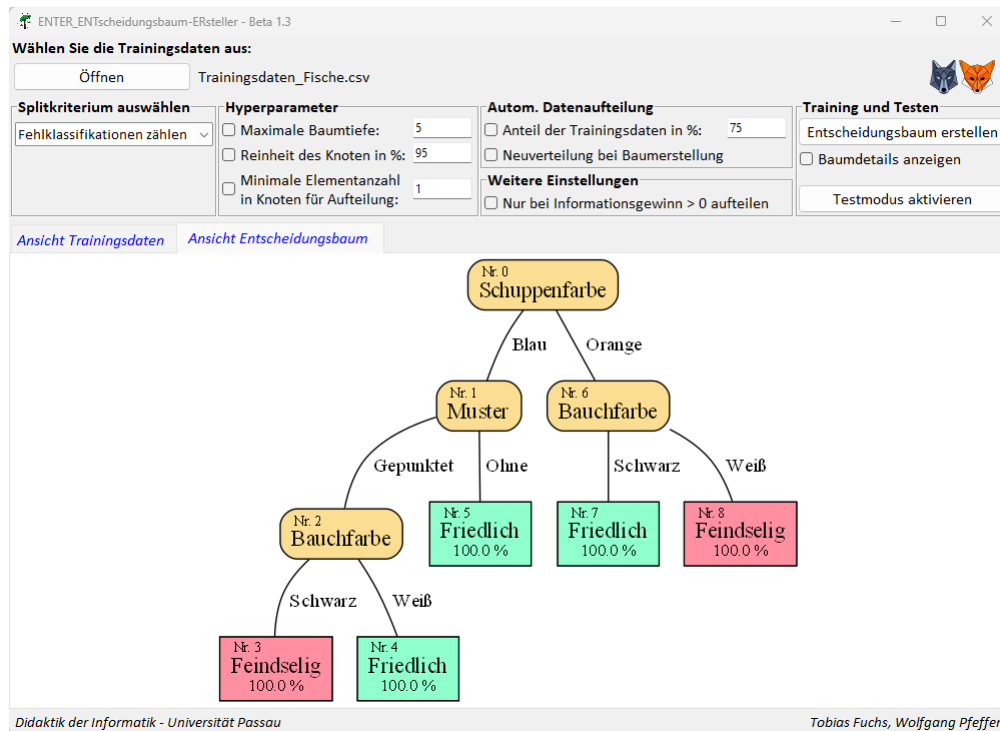 ENTER_ENTscheidungsbaum-ERsteller - Beta 1.3
Wählen Sie die Trainingsdaten aus:
Öffnen
Trainingsdaten_Fische.csv
Splitkriterium auswählen
Fehlklassifikationen zählen
Hyperparameter
Maximale Baumtiefe: 5
Reinheit des Knoten in %: 95
Minimale Elementanzahl
in Knoten für Aufteilung: 1
Autom. Datenaufteilung
Anteil der Trainingsdaten in %: 75
Neuverteilung bei Baumerstellung
Weitere Einstellungen
Nur bei Informationsgewinn > 0 aufteilen
Training und Testen
Entscheidungsbaum erstellen
Baumdetails anzeigen
Testmodus aktivieren
Ansicht Trainingsdaten
Ansicht Entscheidungsbaum
Nr. 0
Schuppenfarbe
Blau
Orange
Nr. 1
Muster
Nr. 6
Bauchfarbe
Gepunktet
Ohne
Schwarz
Weiß
Nr. 2
Bauchfarbe
Nr. 5
Friedlich
100.0 %
Nr. 7
Friedlich
100.0 %
Nr. 8
Feindselig
100.0 %
Schwarz
Weiß
Nr. 3
Feindselig
100.0 %
Nr. 4
Friedlich
100.0 %
Didaktik der Informatik - Universität Passau
Tobias Fuchs, Wolfgang Pfeffer